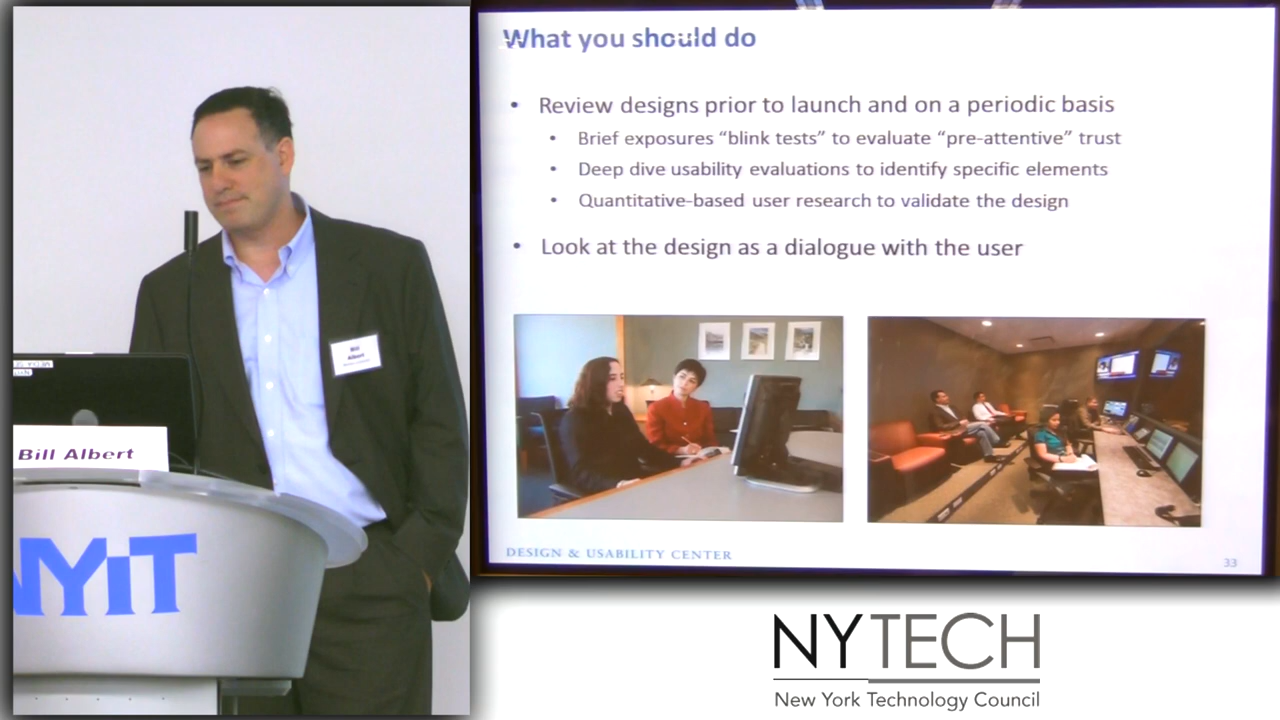 What you should do
• Review designs prior to launch and on a periodic basis
• Brief exposures “blink tests” to evaluate “pre-attentive” trust
• Deep dive usability evaluations to identify specific elements
• Quantitative-based user research to validate the design
• Look at the design as a dialogue with the user
DESIGN & USABILITY CENTER
33
Bill
Albert
Bill Albert
NYIT
NYTECH
New York Technology Council